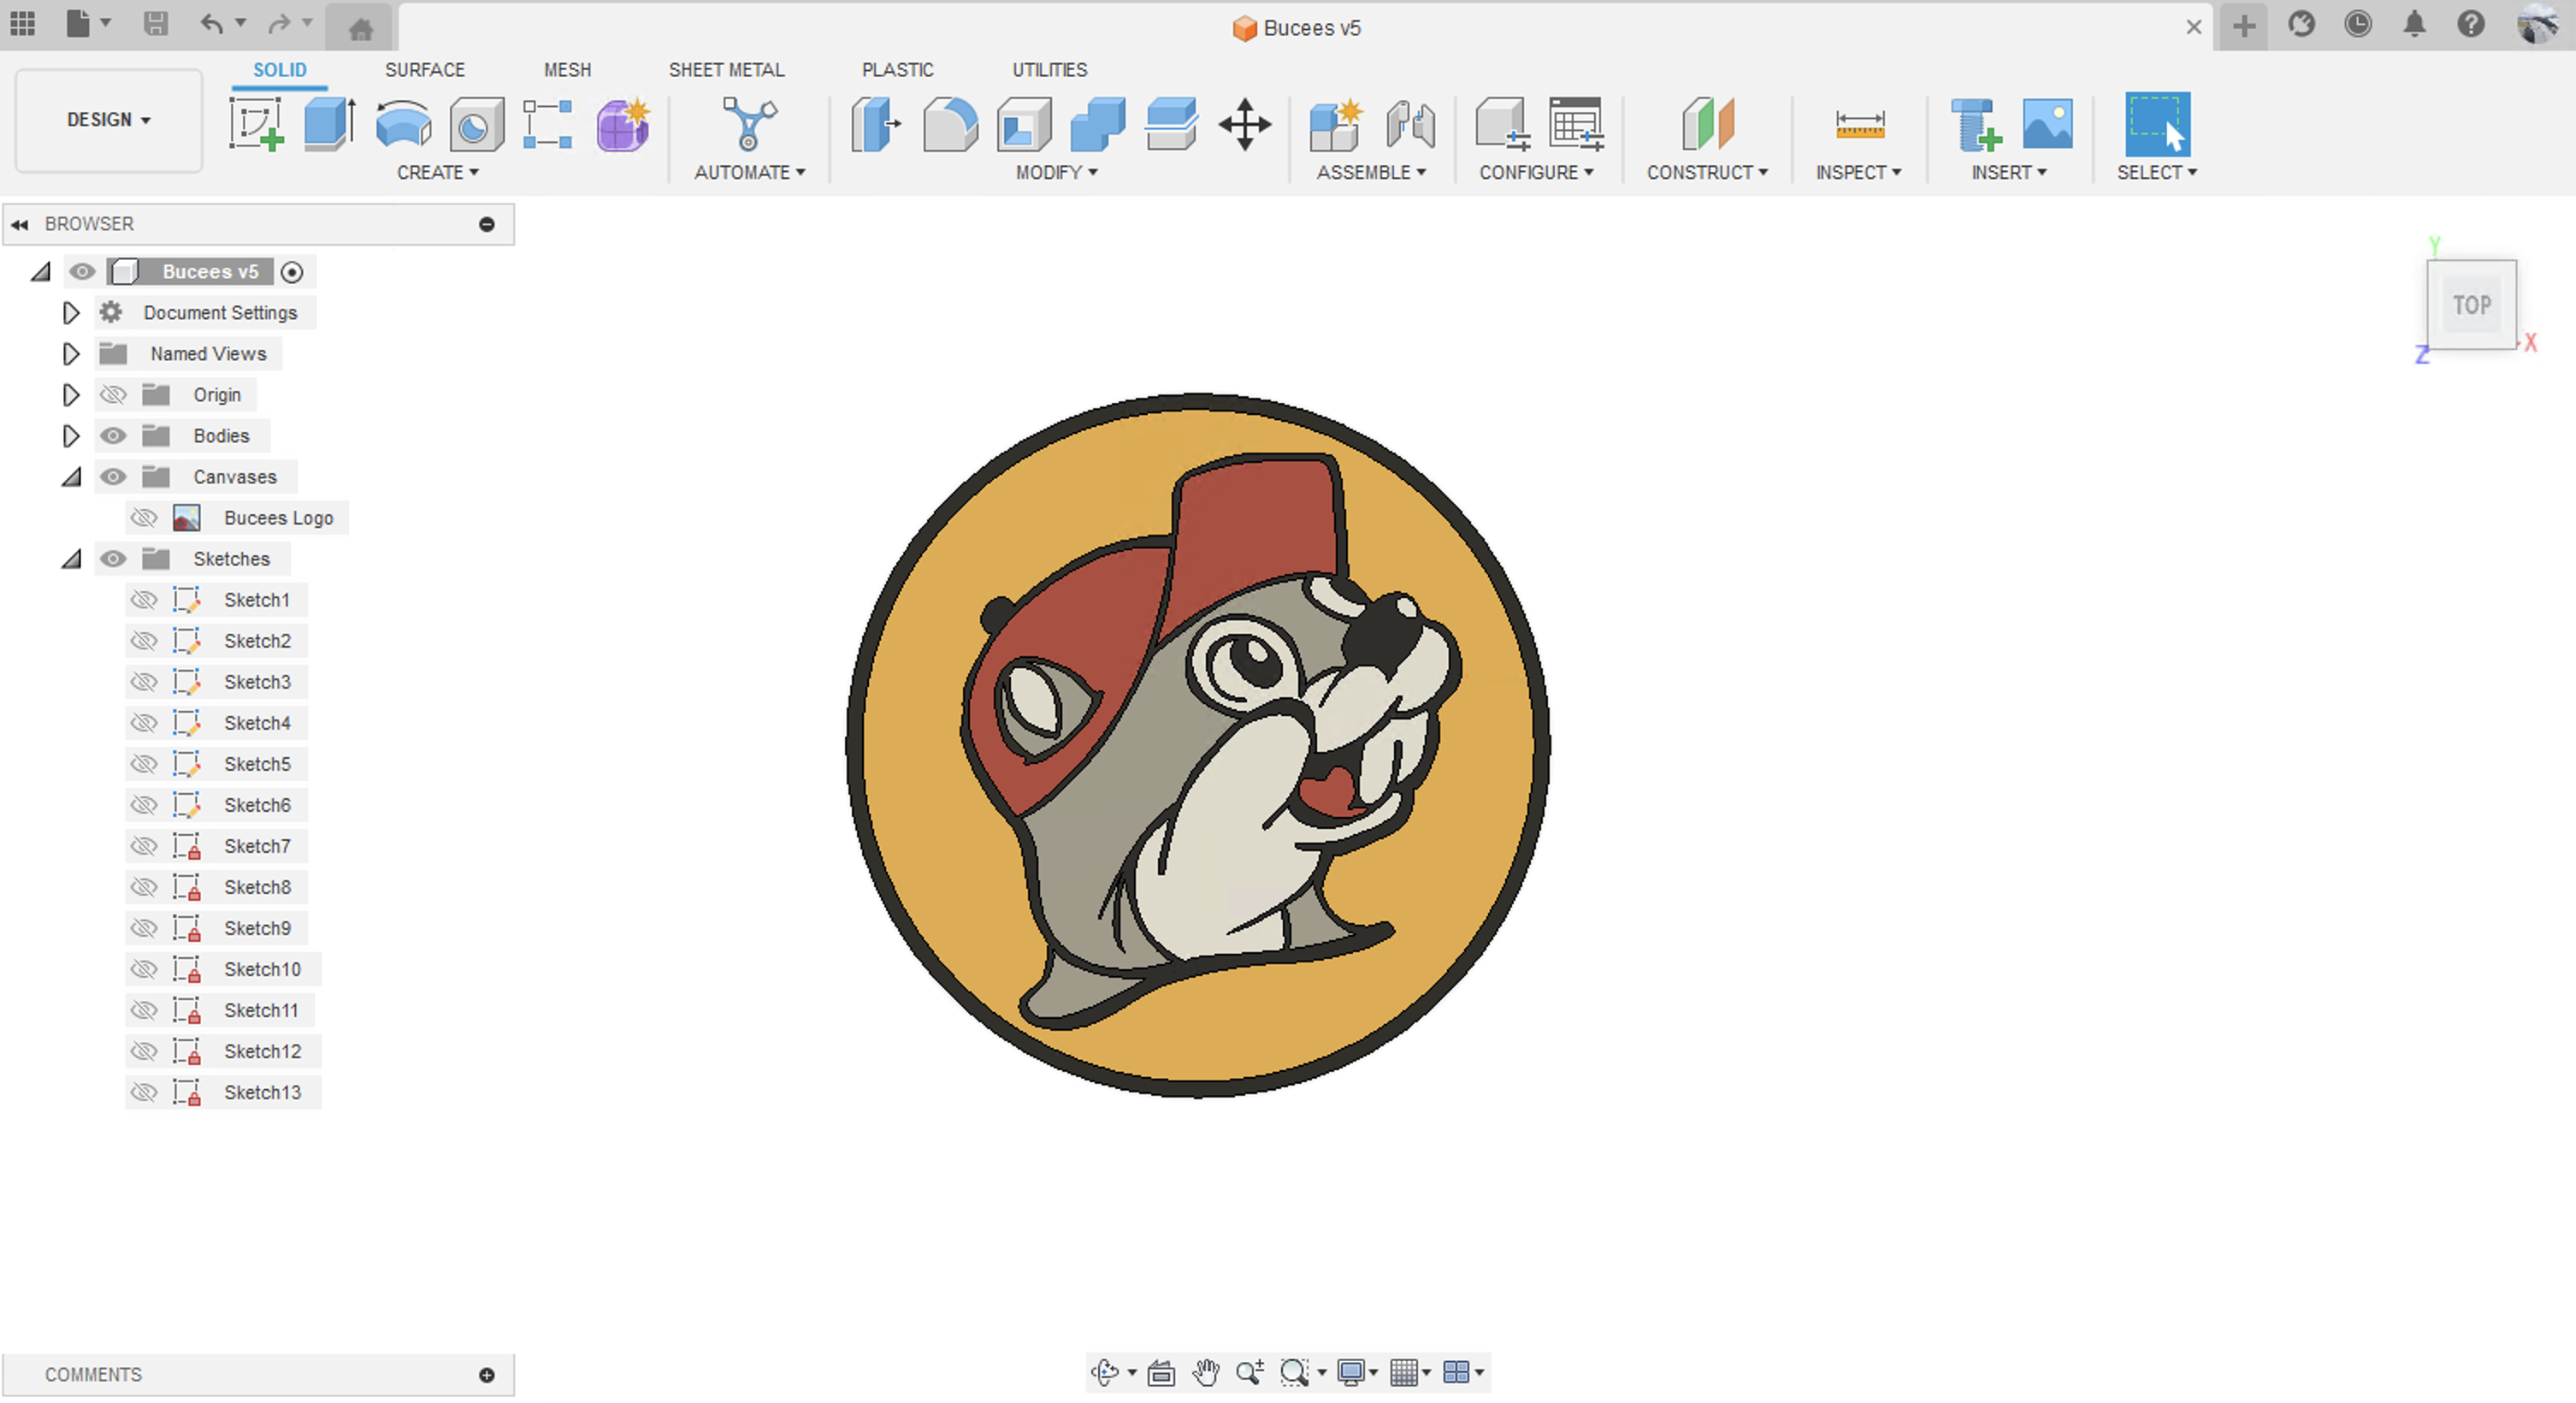 Bucees v5
SOLID SURFACE MESH SHEET METAL PLASTIC UTILITIES
DESIGN
CREATE AUTOMATE MODIFY ASSEMBLE CONFIGURE CONSTRUCT INSPECT INSERT SELECT
BROWSER
Bucees v5
Document Settings
Named Views
Origin
Bodies
Canvases
Bucees Logo
Sketches
Sketch1
Sketch2
Sketch3
Sketch4
Sketch5
Sketch6
Sketch7
Sketch8
Sketch9
Sketch10
Sketch11
Sketch12
Sketch13
Y
TOP
X
Z
COMMENTS